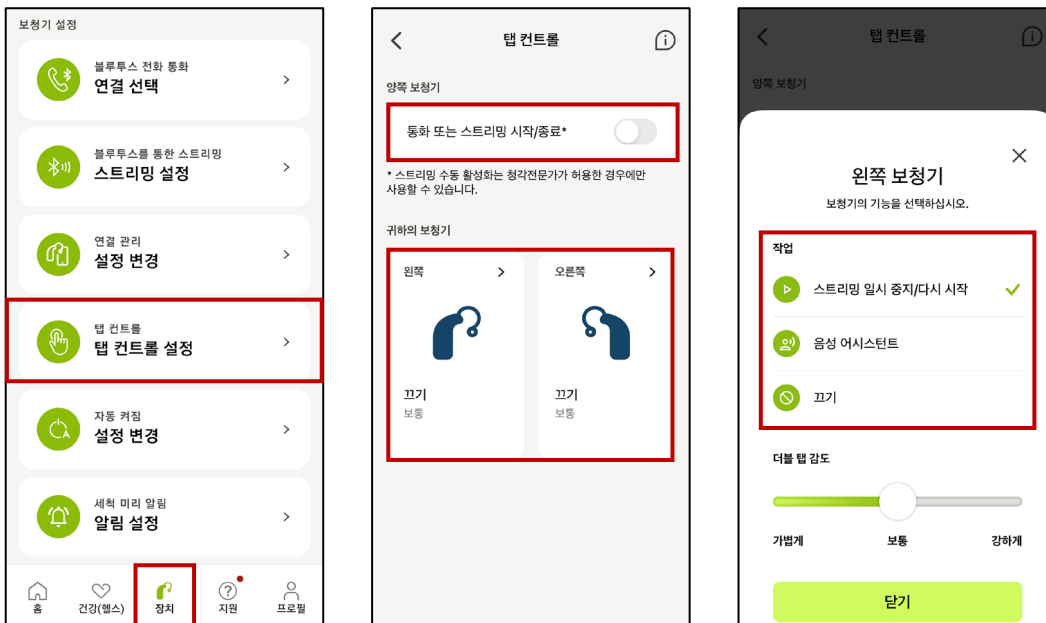 보청기 설정
블루투스 전화 통화
연결 선택
블루투스를 통한 스트리밍
스트리밍 설정
연결 관리
설정 변경
탭 컨트롤
탭 컨트롤 설정
자동 켜짐
설정 변경
세척 미리 알림
알림 설정
홈
건강(헬스)
장치
지원
프로필
탭 컨트롤
양쪽 보청기
통화 또는 스트리밍 시작/종료*
* 스트리밍 수동 활성화는 청각전문가가 허용한 경우에만
사용할 수 있습니다.
귀하의 보청기
왼쪽
오른쪽
끄기
보통
끄기
보통
탭 컨트롤
양쪽 보청기
왼쪽 보청기
보청기의 기능을 선택하십시오.
작업
스트리밍 일시 중지/다시 시작
음성 어시스턴트
끄기
더블 탭 감도
가볍게
보통
강하게
닫기